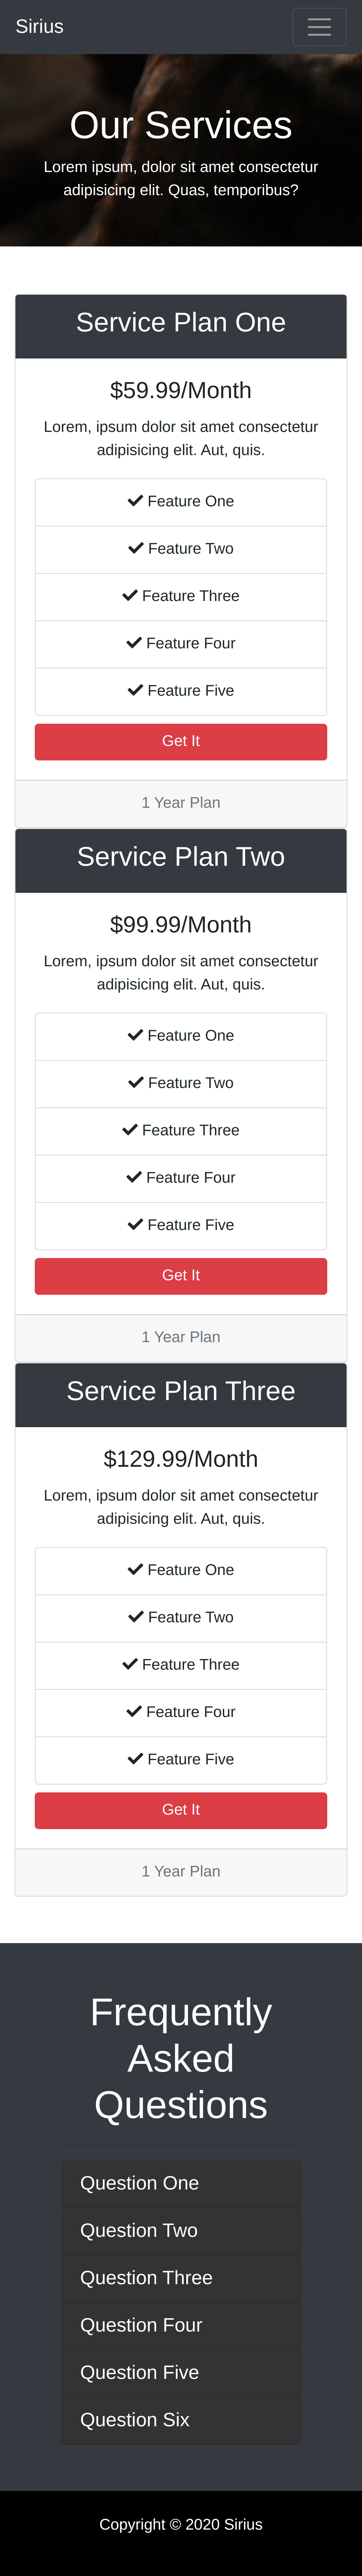 Sirius
Our Services
Lorem ipsum, dolor sit amet consectetur
adipisicing elit. Quas, temporibus?
Service Plan One
$59.99/Month
Lorem, ipsum dolor sit amet consectetur
adipisicing elit. Aut, quis.
Feature One
Feature Two
Feature Three
Feature Four
Feature Five
Get It
1 Year Plan
Service Plan Two
$99.99/Month
Lorem, ipsum dolor sit amet consectetur
adipisicing elit. Aut, quis.
Feature One
Feature Two
Feature Three
Feature Four
Feature Five
Get It
1 Year Plan
Service Plan Three
$129.99/Month
Lorem, ipsum dolor sit amet consectetur
adipisicing elit. Aut, quis.
Feature One
Feature Two
Feature Three
Feature Four
Feature Five
Get It
1 Year Plan
Frequently
Asked
Questions
Question One
Question Two
Question Three
Question Four
Question Five
Question Six
Copyright © 2020 Sirius